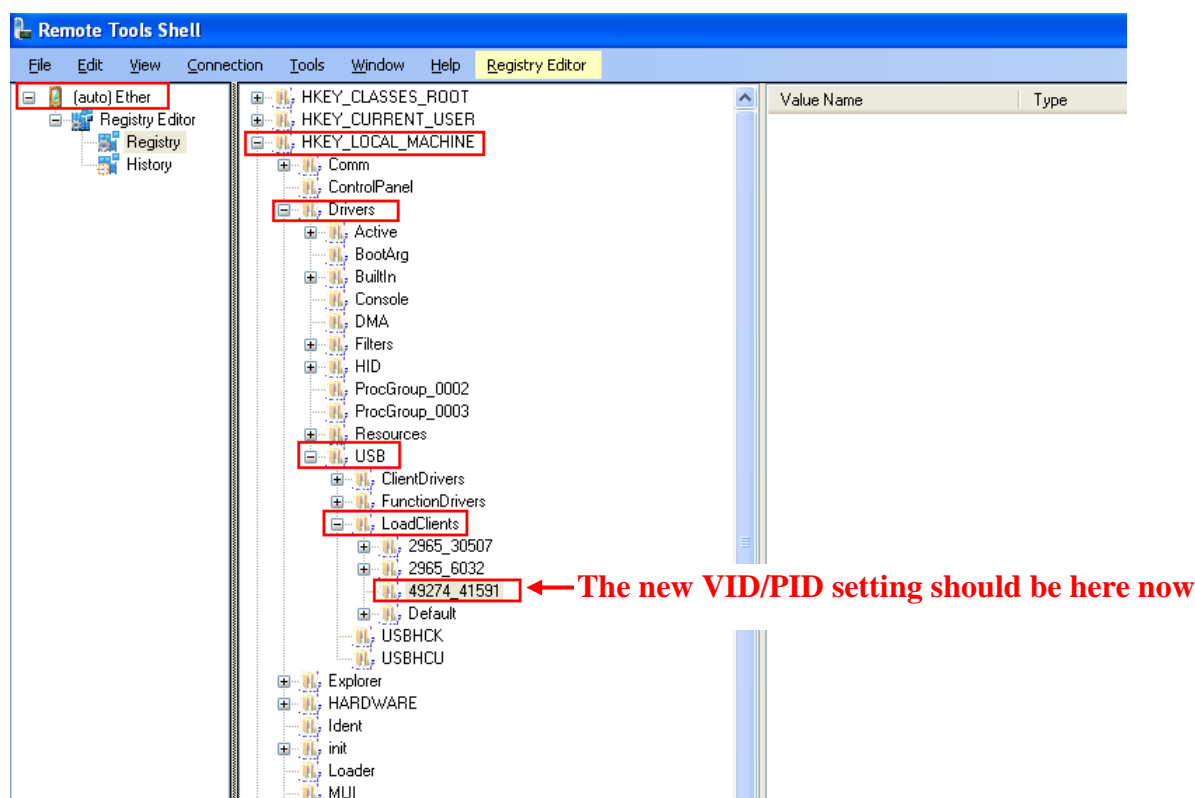 Remote Tools Shell
File Edit View Connection Tools Window Help Registry Editor
(auto) Ether
Registry Editor
Registry
History
HKEY_CLASSES_ROOT
HKEY_CURRENT_USER
HKEY_LOCAL_MACHINE
Comm
ControlPanel
Drivers
Active
BootArg
BuiltIn
Console
DMA
Filters
HID
ProcGroup_0002
ProcGroup_0003
Resources
USB
ClientDrivers
FunctionDrivers
LoadClients
2965_30507
2965_6032
49274_41591
Default
USBHCK
USBHCU
Explorer
HARDWARE
Ident
init
Loader
MUI
Value Name Type
The new VID/PID setting should be here now